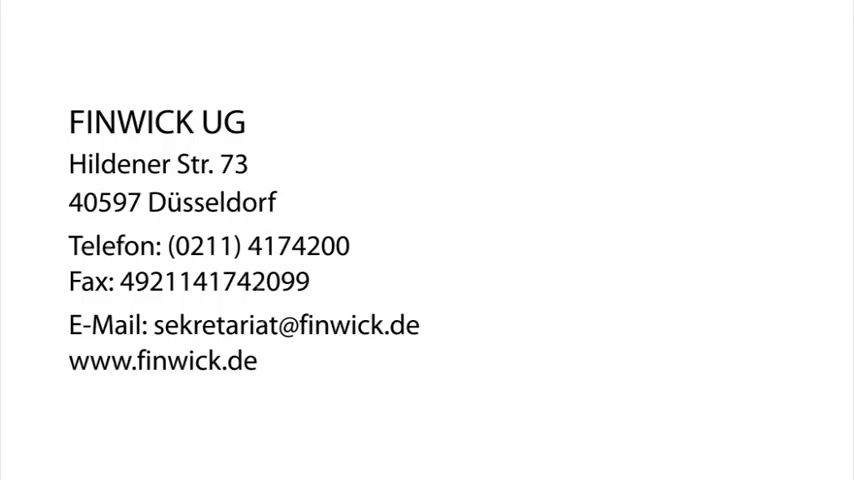 FINWICK UG
Hildener Str. 73
40597 Düsseldorf
Telefon: (0211) 4174200
Fax: 4921141742099
E-Mail: sekretariat@finwick.de
www.finwick.de